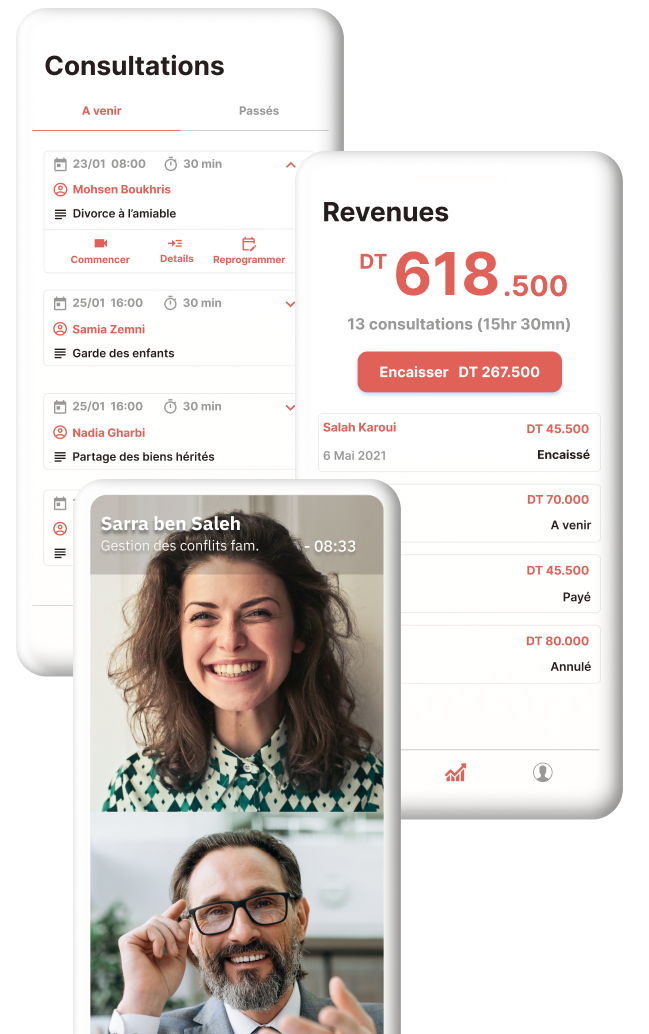 Consultations
A venir Passés
23/01 08:00 30 min
Mohsen Boukhris
Divorce à l'amiable
Commencer Details Reprogrammer
25/01 16:00 30 min
Samia Zemni
Garde des enfants
25/01 16:00 30 min
Nadia Gharbi
Partage des biens hérités
Revenues
DT 618.500
13 consultations (15hr 30mn)
Encaisser DT 267.500
Salah Karoui DT 45.500
6 Mai 2021 Encaissé
DT 70.000
A venir
DT 45.500
Payé
DT 80.000
Annulé
Sarra ben Saleh
Gestion des conflits fam. - 08:33